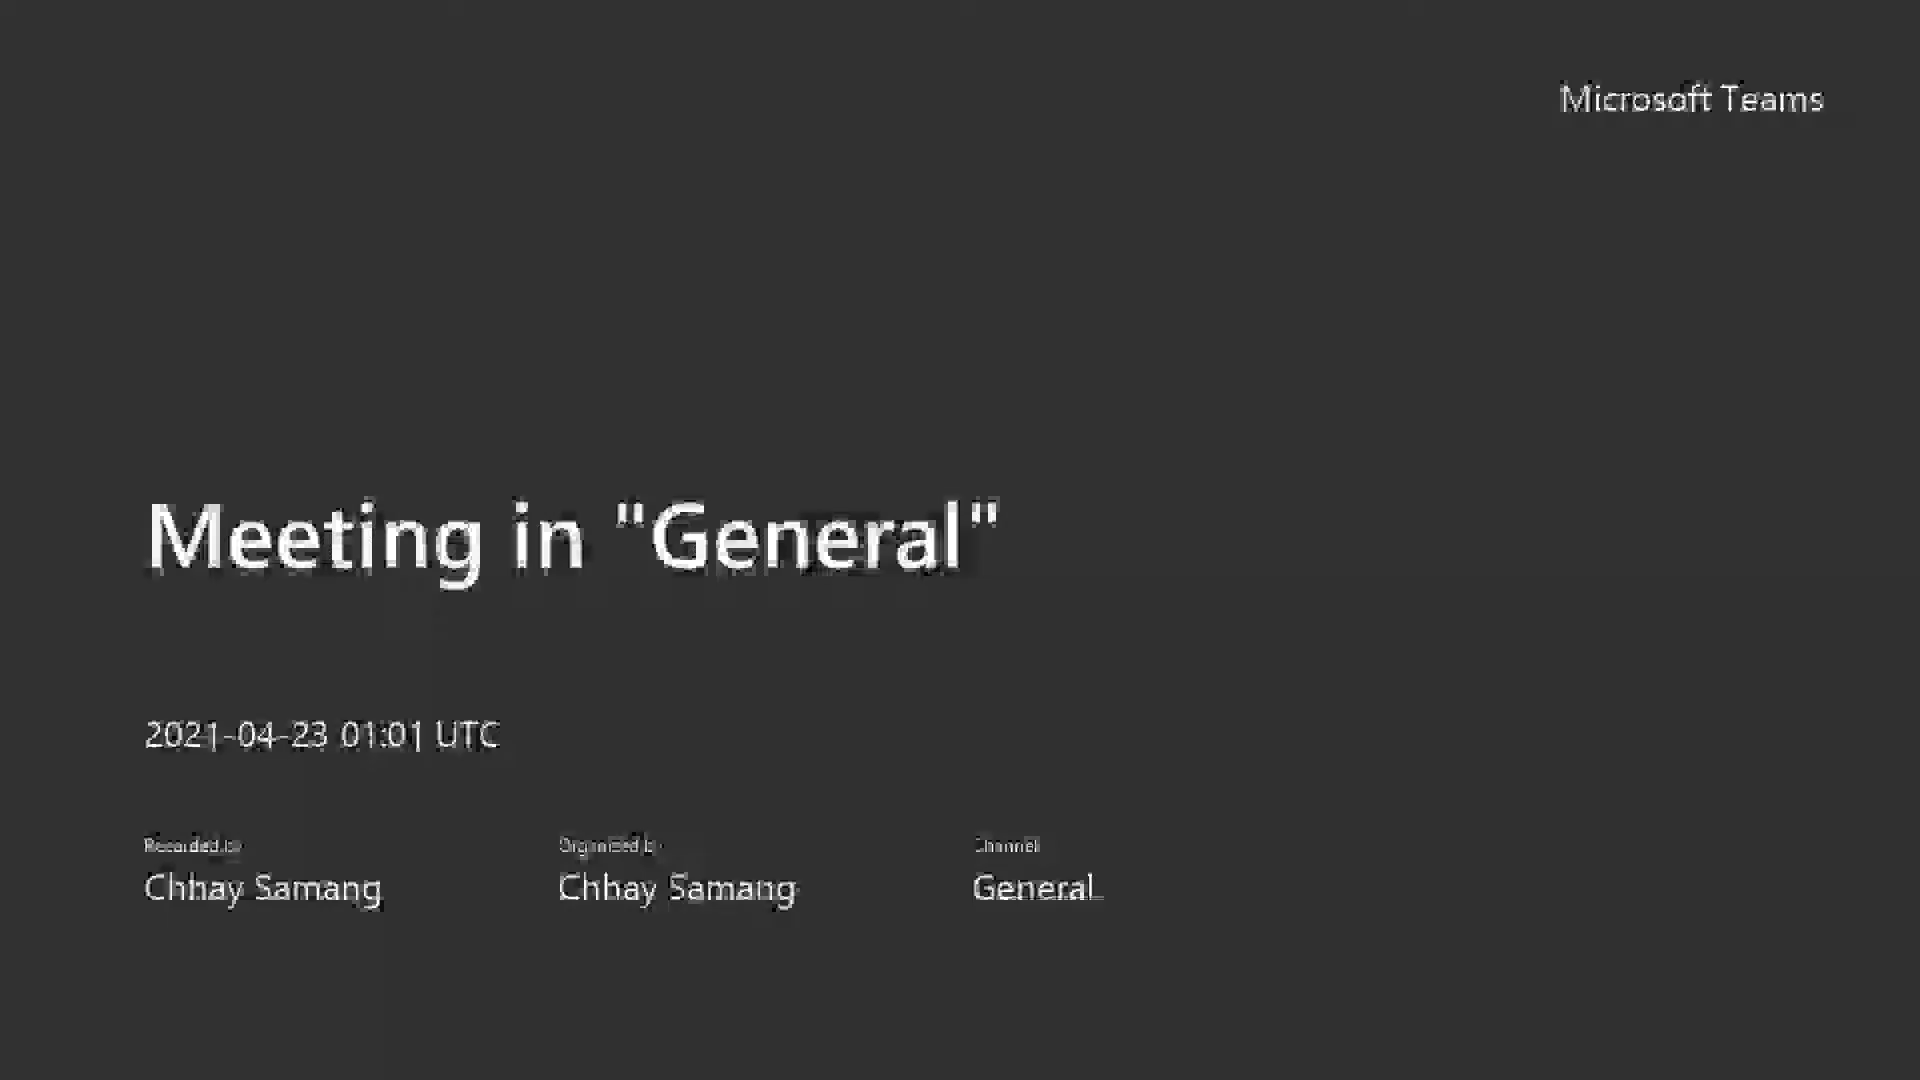 Microsoft Teams
Meeting in "General"
2021-04-23 01:01 UTC
Recorded by Organized by Channel
Chhay Samang Chhay Samang General